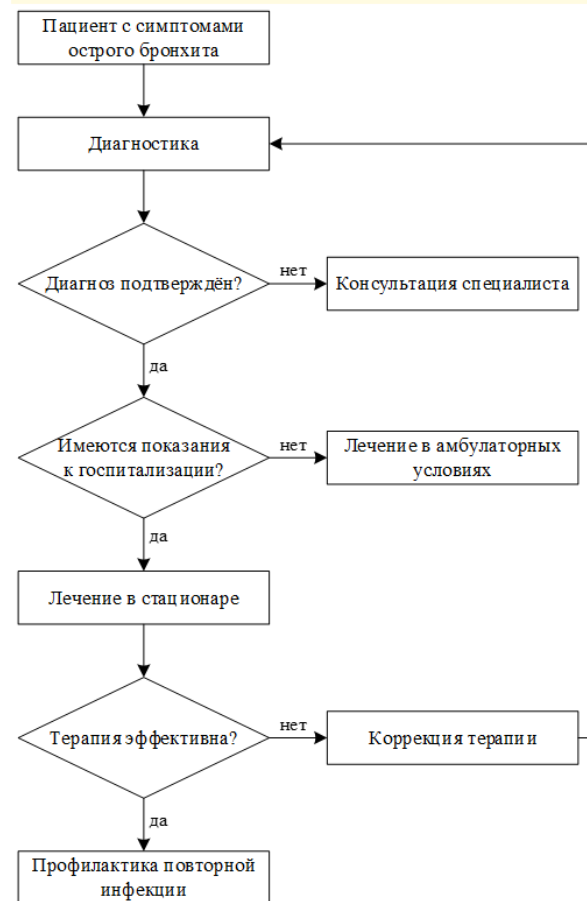 Пациент с симптомами
острого бронхита
Диагностика
Диагноз подтверждён?
нет
Консультация специалиста
да
Имеются показания
к госпитализации?
нет
Лечение в амбулаторных
условиях
да
Лечение в стационаре
Терапия эффективна?
нет
Коррекция терапии
да
Профилактика повторной
инфекции